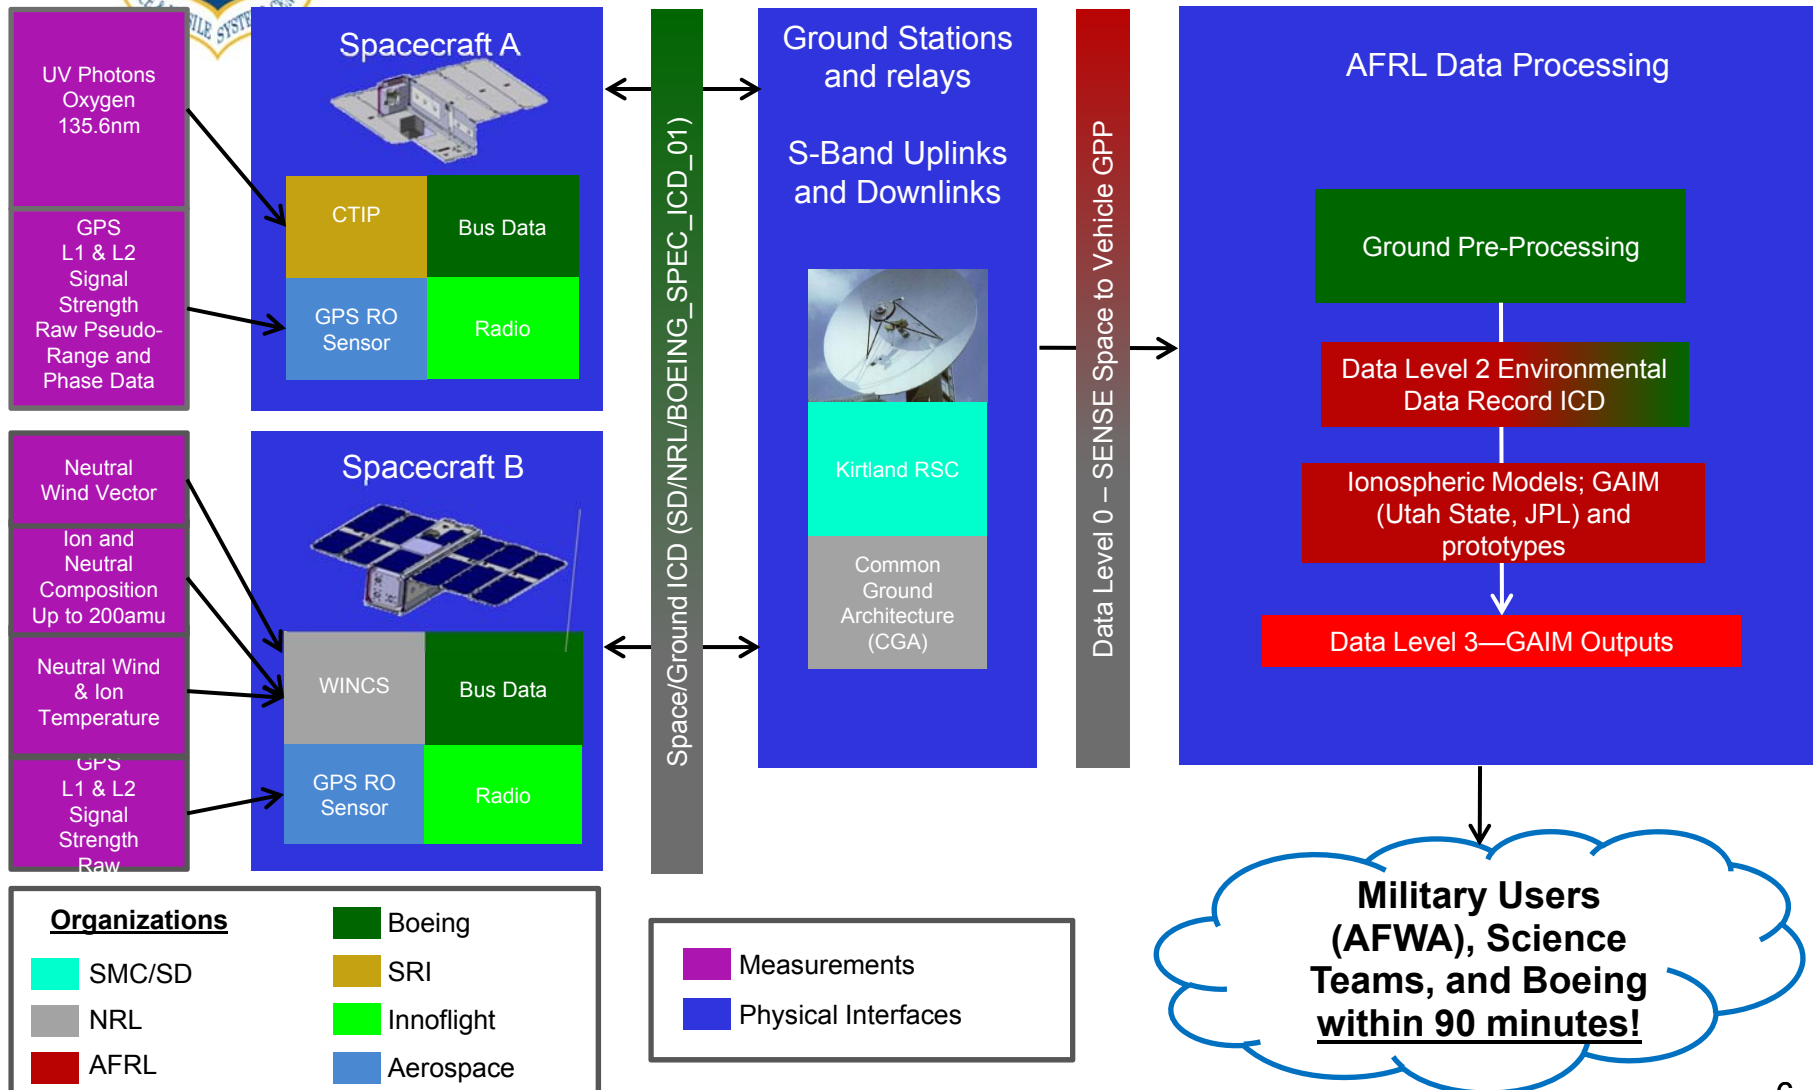 CE & MISSILE SYSTEMS CEN
UV Photons
Oxygen
135.6nm
GPS
L1 & L2
Signal
Strength
Raw Pseudo-
Range and
Phase Data
Spacecraft A
CTIP
Bus Data
GPS RO
Sensor
Radio
Neutral
Wind Vector
Ion and
Neutral
Composition
Up to 200amu
Neutral Wind
& Ion
Temperature
GPS
L1 & L2
Signal
Strength
Raw
Spacecraft B
WINCS
Bus Data
GPS RO
Sensor
Radio
Space/Ground ICD (SD/NRL/BOEING_SPEC_ICD_01)
Ground Stations
and relays
S-Band Uplinks
and Downlinks
Kirtland RSC
Common
Ground
Architecture
(CGA)
Data Level 0 – SENSE Space to Vehicle GPP
AFRL Data Processing
Ground Pre-Processing
Data Level 2 Environmental
Data Record ICD
Ionospheric Models; GAIM
(Utah State, JPL) and
prototypes
Data Level 3—GAIM Outputs
Military Users
(AFWA), Science
Teams, and Boeing
within 90 minutes!
Organizations
SMC/SD
NRL
AFRL
Boeing
SRI
Innoflight
Aerospace
Measurements
Physical Interfaces